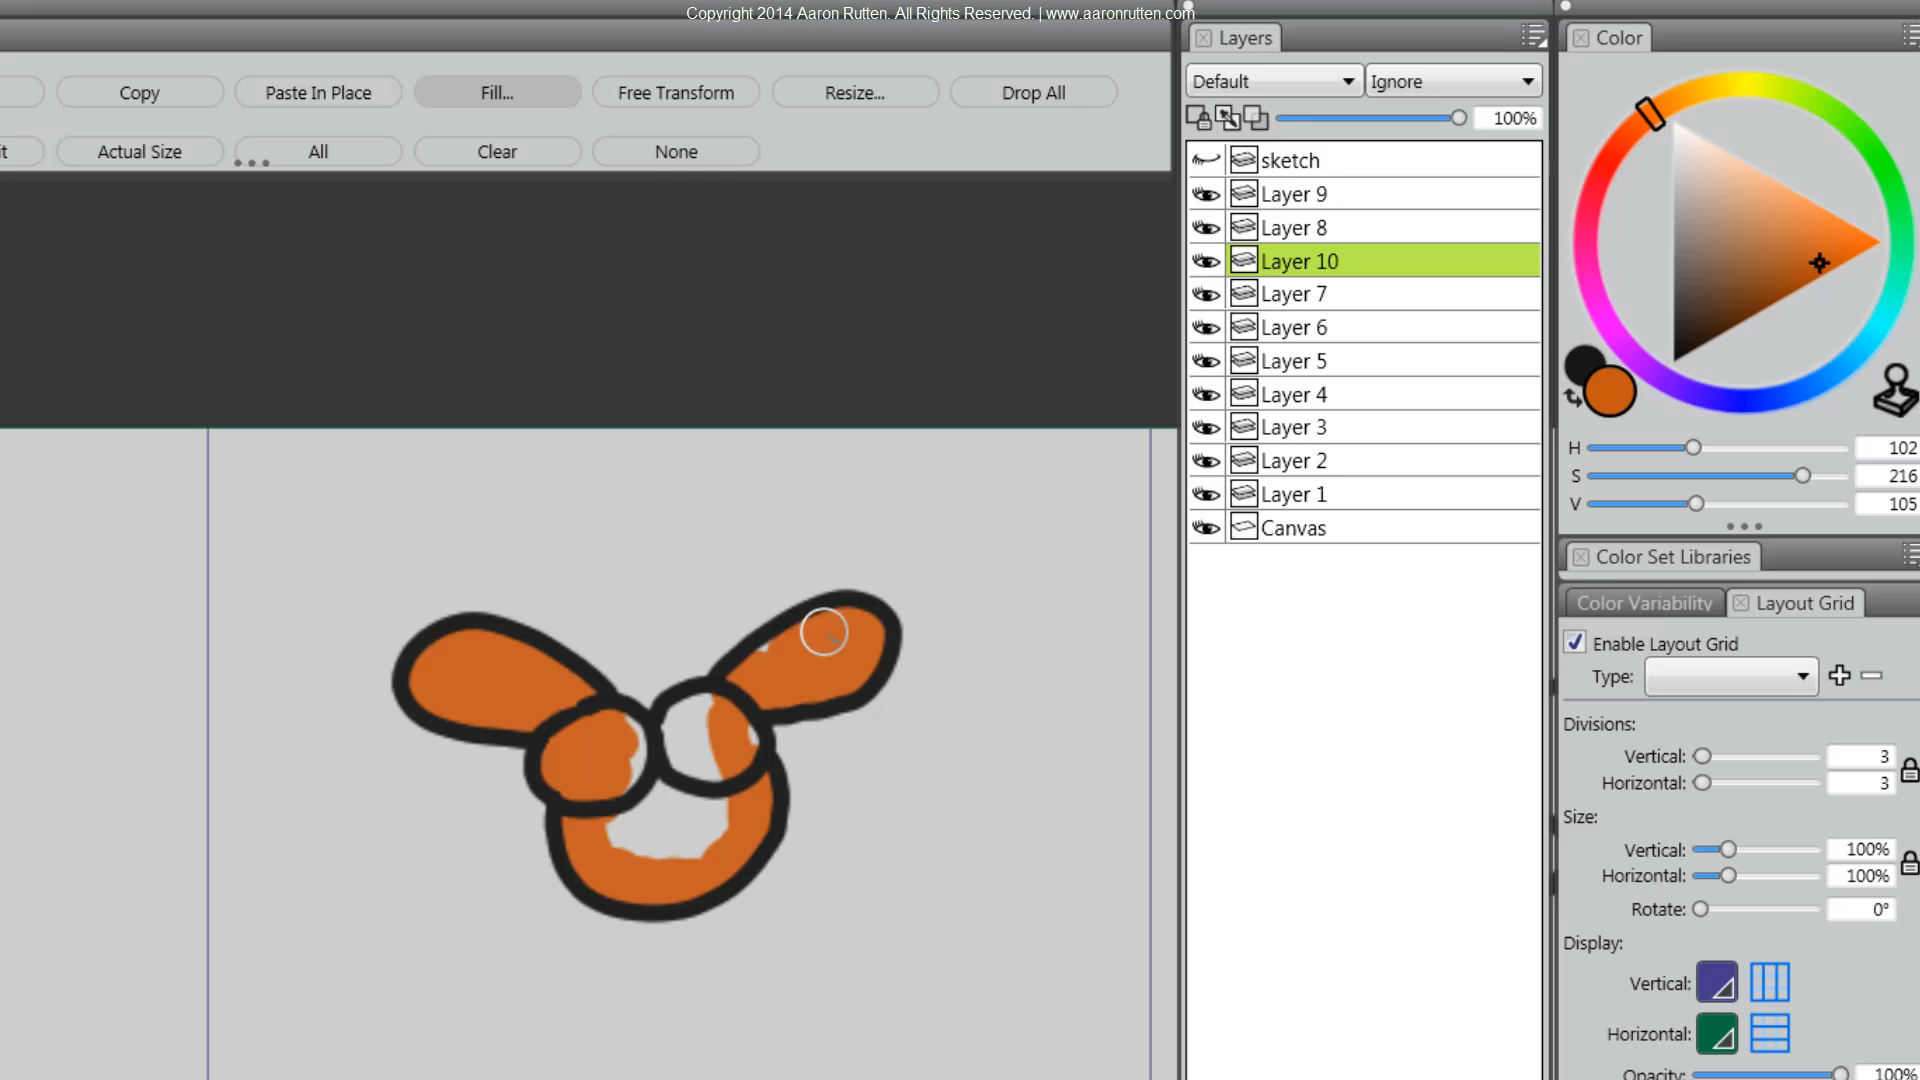 Copyright 2014 Aaron Rutten. All Rights Reserved. | www.aaronrutten.com
Copy
Paste In Place
Fill...
Free Transform
Resize...
Drop All
it
Actual Size
All
Clear
None
Layers
Default
Ignore
100%
sketch
Layer 9
Layer 8
Layer 10
Layer 7
Layer 6
Layer 5
Layer 4
Layer 3
Layer 2
Layer 1
Canvas
Color
H 102
S 216
V 105
Color Set Libraries
Color Variability Layout Grid
Enable Layout Grid
Type:
Divisions:
Vertical: 3
Horizontal: 3
Size:
Vertical: 100%
Horizontal: 100%
Rotate: 0°
Display:
Vertical:
Horizontal:
Opacity: 100%